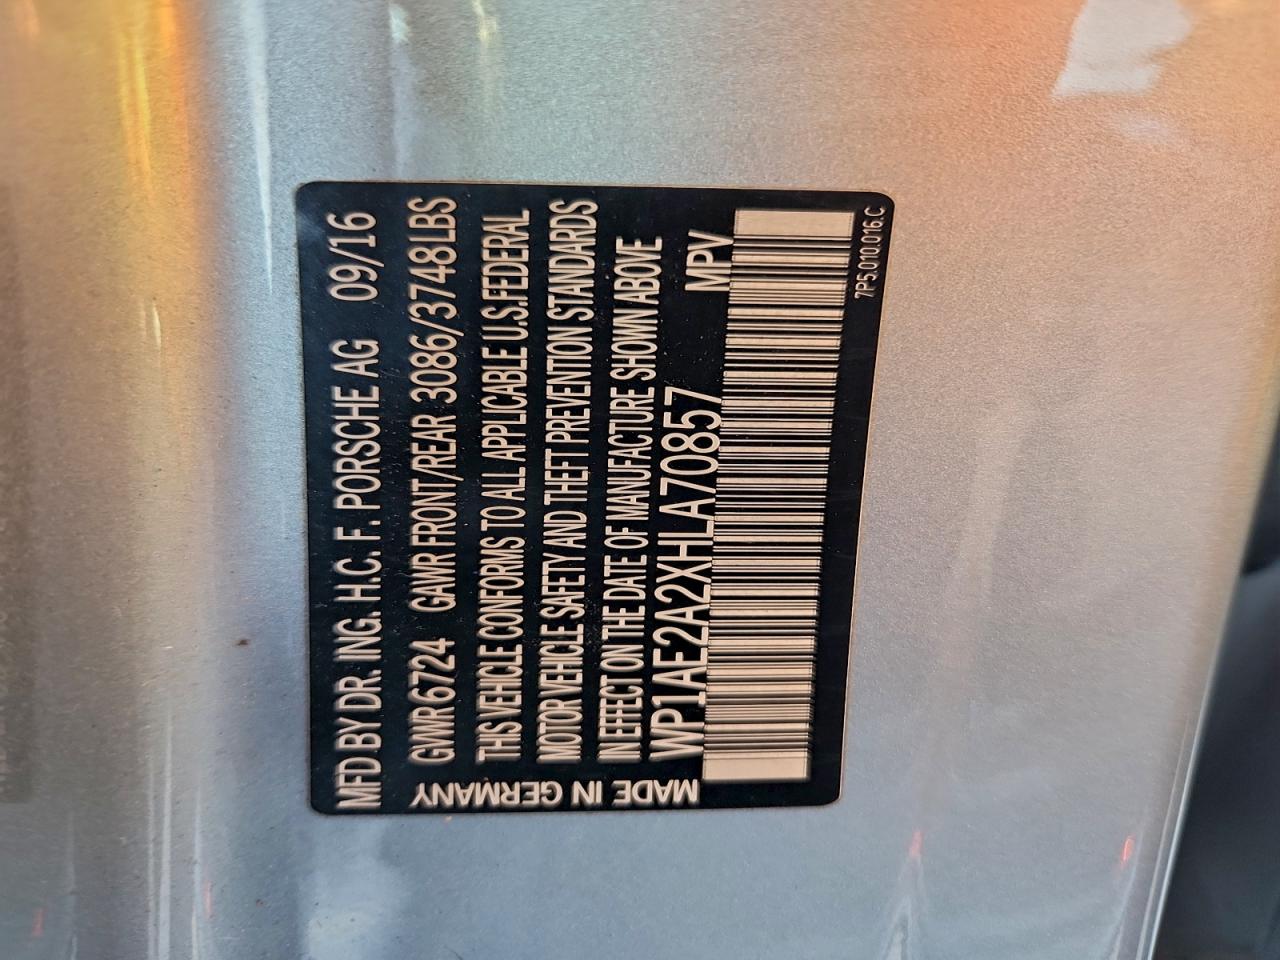 MFD BY DR. ING. H.C. F. PORSCHE AG 09/16
GVWR 6724 GAWR FRONT/REAR 3086/3748LBS
THIS VEHICLE CONFORMS TO ALL APPLICABLE U.S.FEDERAL
MOTOR VEHICLE SAFETY AND THEFT PREVENTION STANDARDS
IN EFFECT ON THE DATE OF MANUFACTURE SHOWN ABOVE
WP1AE2A2XHLA70857 MPV
7P5.010.016.C
MADE IN GERMANY